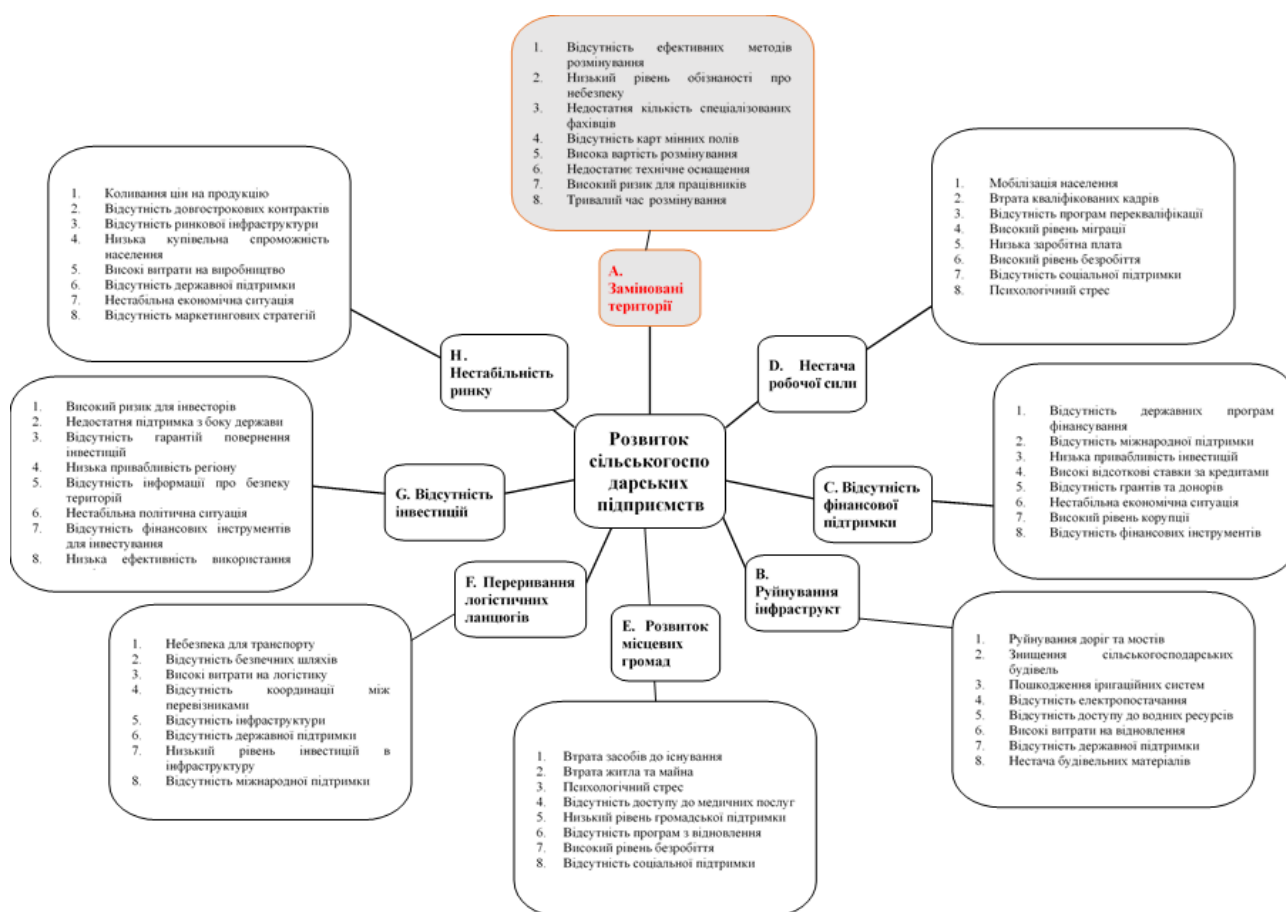 1. Відсутність ефективних методів
розмінування
2. Низький рівень обізнаності про
небезпеку
3. Недостатня кількість спеціалізованих
фахівців
4. Відсутність карт мінних полів
5. Висока вартість розмінування
6. Недостатнє технічне оснащення
7. Високий ризик для працівників
8. Тривалий час розмінування
A.
Заміновані
території
1. Коливання цін на продукцію
2. Відсутність довгострокових контрактів
3. Відсутність ринкової інфраструктури
4. Низька купівельна спроможність
населення
5. Високі витрати на виробництво
6. Відсутність державної підтримки
7. Нестабільна економічна ситуація
8. Відсутність маркетингових стратегій
H.
Нестабільність
ринку
1. Мобілізація населення
2. Втрата кваліфікованих кадрів
3. Відсутність програм перекваліфікації
4. Високий рівень міграції
5. Низька заробітна плата
6. Високий рівень безробіття
7. Відсутність соціальної підтримки
8. Психологічний стрес
D. Нестача
робочої сили
Розвиток
сільськогоспо
дарських
підприємств
1. Високий ризик для інвесторів
2. Недостатня підтримка з боку держави
3. Відсутність гарантій повернення
інвестицій
4. Низька привабливість регіону
5. Відсутність інформації про безпеку
територій
6. Нестабільна політична ситуація
7. Відсутність фінансових інструментів
для інвестування
8. Низька ефективність використання
G. Відсутність
інвестицій
1. Відсутність державних програм
фінансування
2. Відсутність міжнародної підтримки
3. Низька привабливість інвестицій
4. Високі відсоткові ставки за кредитами
5. Відсутність грантів та донорів
6. Нестабільна економічна ситуація
7. Високий рівень корупції
8. Відсутність фінансових інструментів
C. Відсутність
фінансової
підтримки
F. Переривання
логістичних
ланцюгів
1. Небезпека для транспорту
2. Відсутність безпечних шляхів
3. Високі витрати на логістику
4. Відсутність координації між
перевізниками
5. Відсутність інфраструктури
6. Відсутність державної підтримки
7. Низький рівень інвестицій в
інфраструктуру
8. Відсутність міжнародної підтримки
E. Розвиток
місцевих
громад
1. Втрата засобів до існування
2. Втрата житла та майна
3. Психологічний стрес
4. Відсутність доступу до медичних послуг
5. Низький рівень громадської підтримки
6. Відсутність програм з відновлення
7. Високий рівень безробіття
8. Відсутність соціальної підтримки
B.
Руйнування
інфраструкт
1. Руйнування доріг та мостів
2. Знищення сільськогосподарських
будівель
3. Пошкодження іригаційних систем
4. Відсутність електропостачання
5. Відсутність доступу до водних ресурсів
6. Високі витрати на відновлення
7. Відсутність державної підтримки
8. Нестача будівельних матеріалів